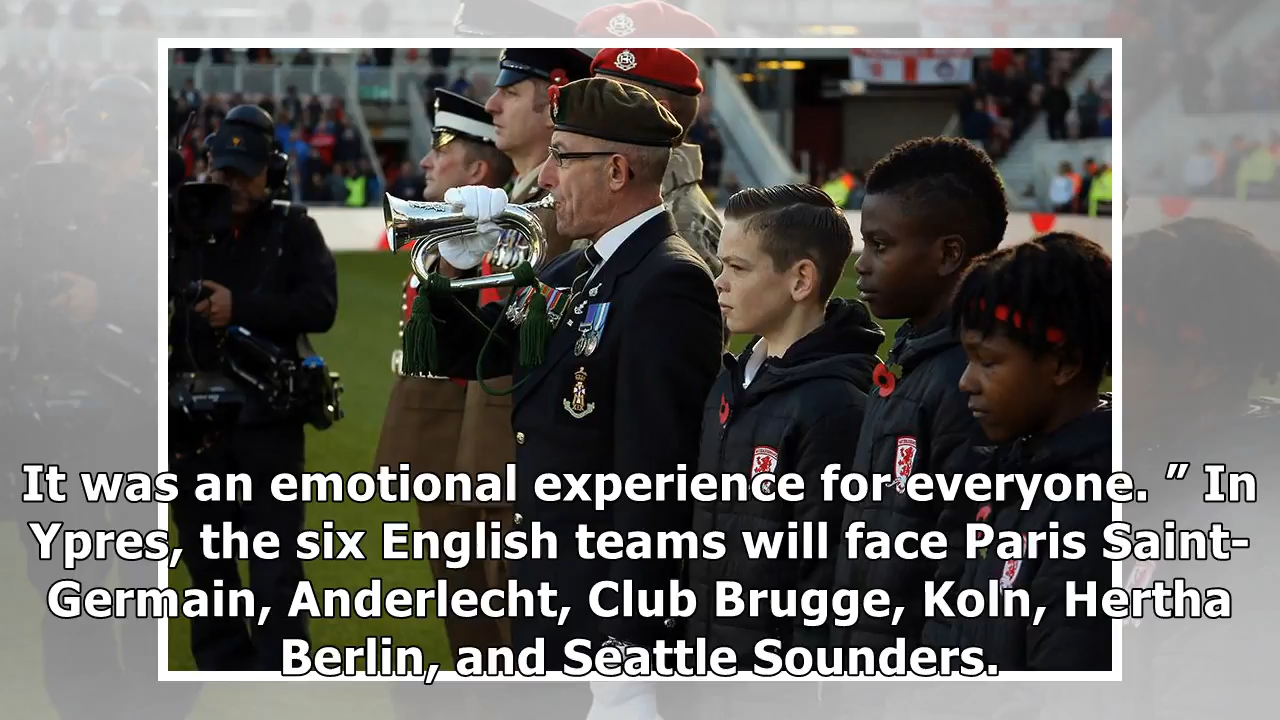 It was an emotional experience for everyone. ” In
Ypres, the six English teams will face Paris Saint-
Germain, Anderlecht, Club Brugge, Koln, Hertha
Berlin, and Seattle Sounders.